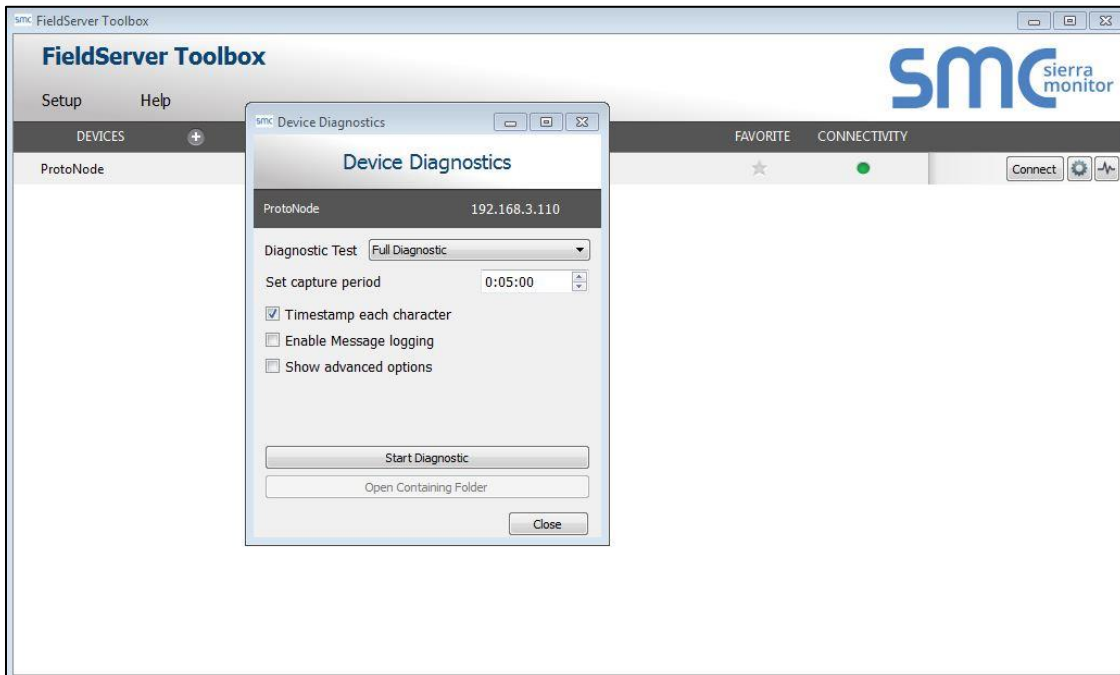 smc FieldServer Toolbox
FieldServer Toolbox
smc sierra monitor
Setup Help
DEVICES FAVORITE CONNECTIVITY
ProtoNode Connect
smc Device Diagnostics
Device Diagnostics
ProtoNode 192.168.3.110
Diagnostic Test Full Diagnostic
Set capture period 0:05:00
Timestamp each character
Enable Message logging
Show advanced options
Start Diagnostic
Open Containing Folder
Close